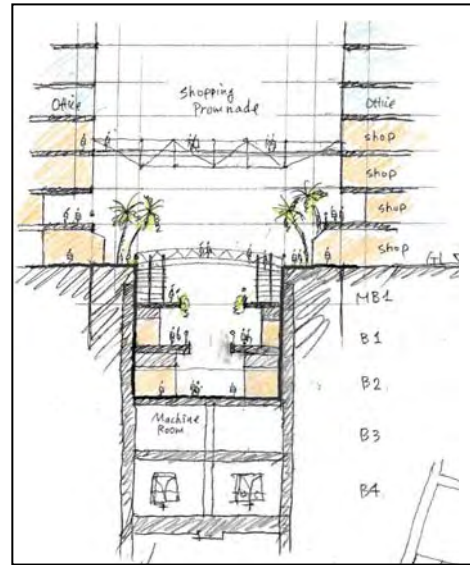 Shopping
Promnade
Office
Office
shop
shop
shop
shop
GL
MB1
B1
B2
Machine
Room
B3
B4